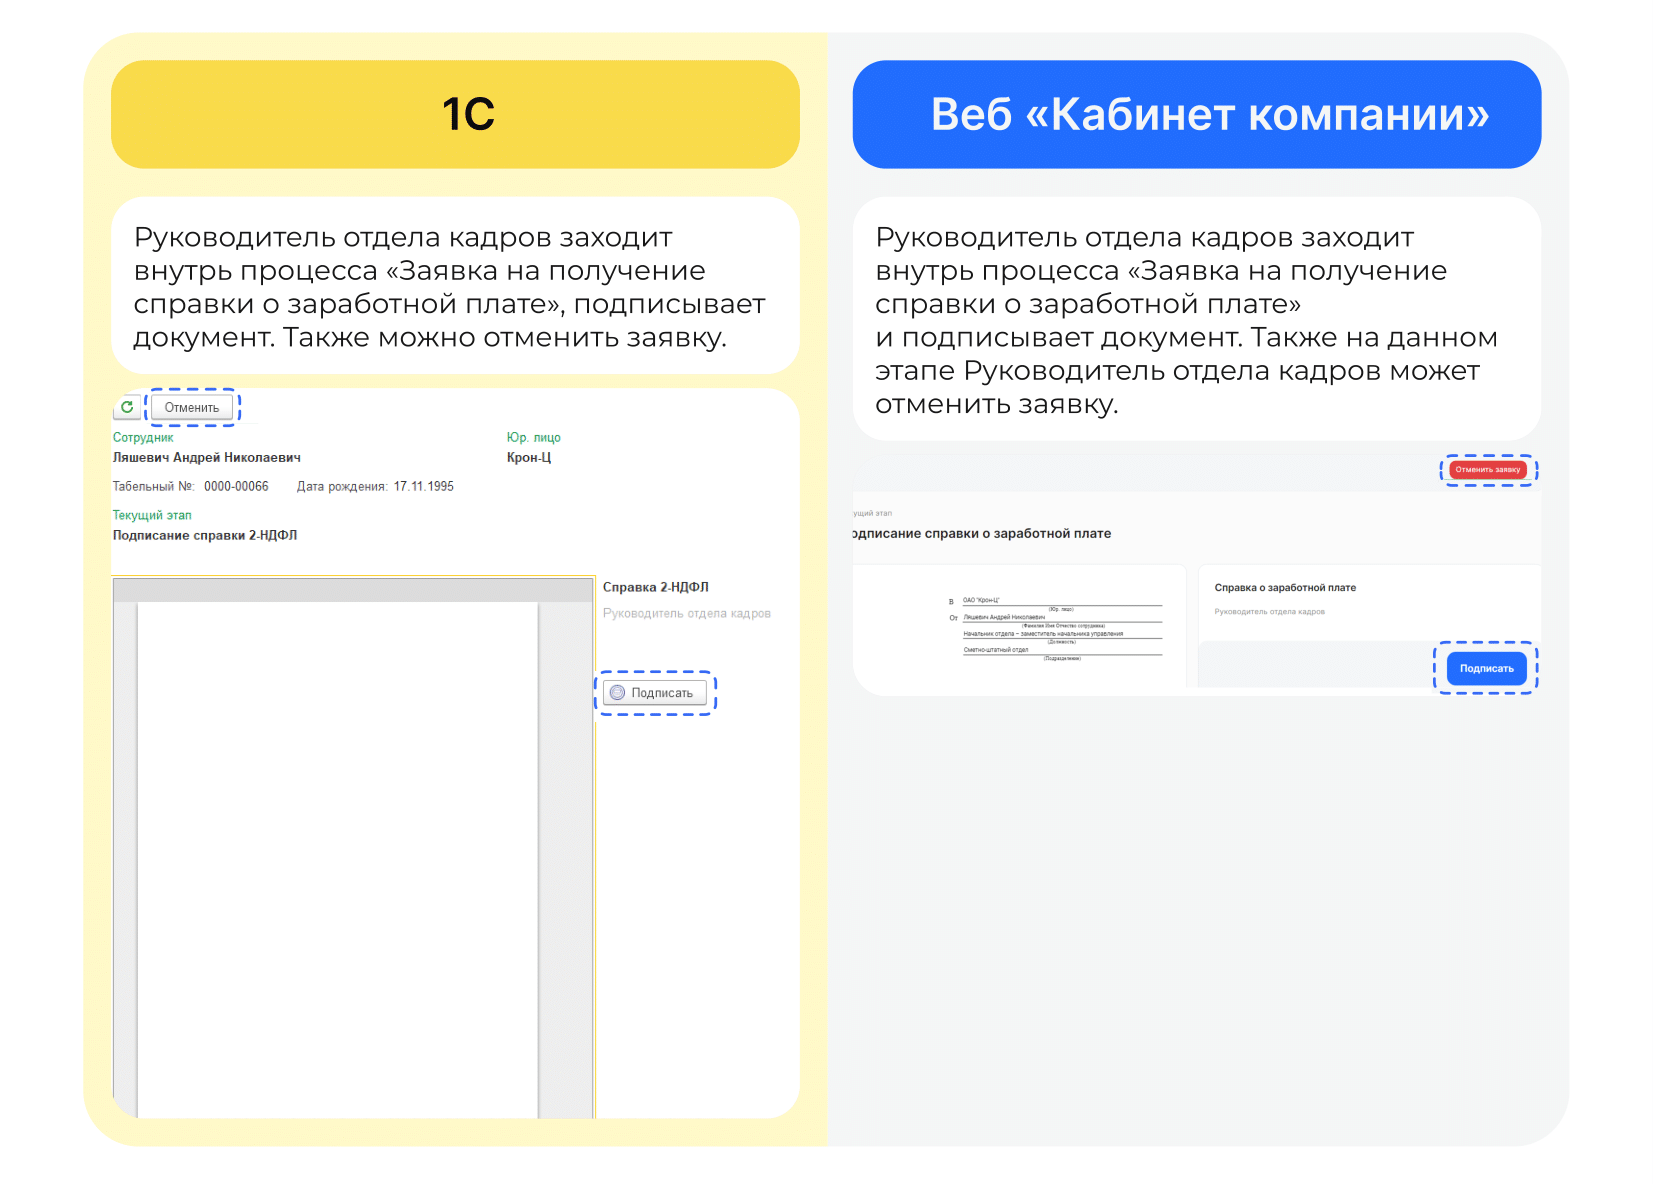 1С
Руководитель отдела кадров заходит
внутрь процесса «Заявка на получение
справки о заработной плате», подписывает
документ. Также можно отменить заявку.
Отменить
Сотрудник
Ляшевич Андрей Николаевич
Юр. лицо
Крон-Ц
Табельный №: 0000-00066 Дата рождения: 17.11.1995
Текущий этап
Подписание справки 2-НДФЛ
Справка 2-НДФЛ
Руководитель отдела кадров
Подписать
Веб «Кабинет компании»
Руководитель отдела кадров заходит
внутрь процесса «Заявка на получение
справки о заработной плате»
и подписывает документ. Также на данном
этапе Руководитель отдела кадров может
отменить заявку.
Отменить заявку
ущий этап
одписание справки о заработной плате
В ОАО "Крон-Ц"
(Юр. лицо)
От Ляшевич Андрей Николаевич
(Фамилия Имя Отчество сотрудника)
Начальник отдела – заместитель начальника управления
(Должность)
Сметно-штатный отдел
(Подразделение)
Справка о заработной плате
Руководитель отдела кадров
Подписать